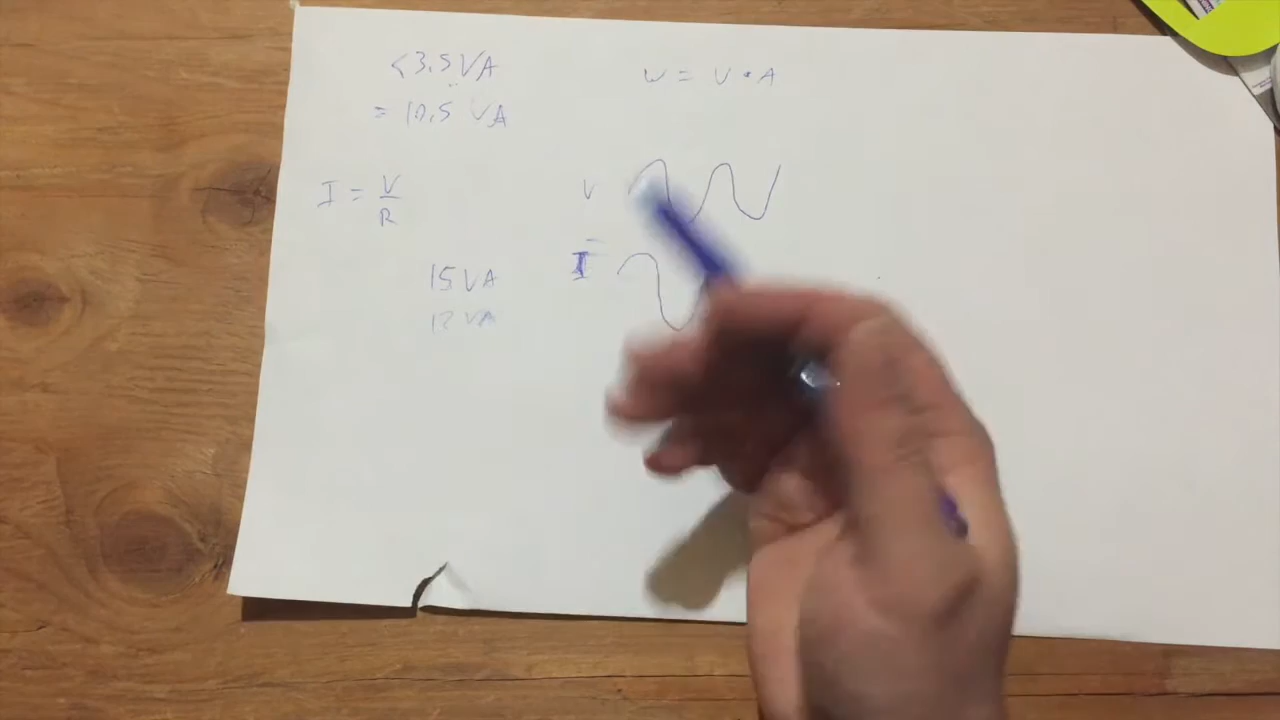 <3.5 VA
= 10.5 VA
W = V • A
I = V/R
V
I
15 VA
12 VA